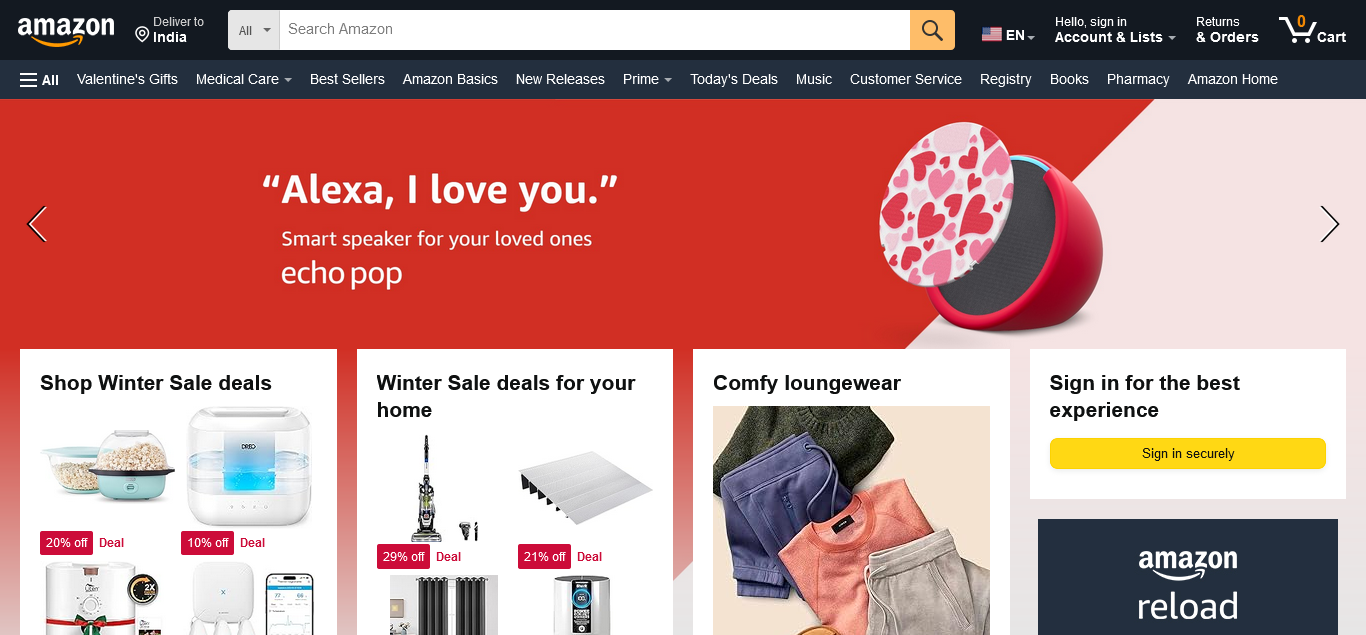 amazon
Deliver to
India
All
Search Amazon
EN
Hello, sign in
Account & Lists
Returns
& Orders
0
Cart
All
Valentine's Gifts
Medical Care
Best Sellers
Amazon Basics
New Releases
Prime
Today's Deals
Music
Customer Service
Registry
Books
Pharmacy
Amazon Home
“Alexa, I love you.”
Smart speaker for your loved ones
echo pop
Shop Winter Sale deals
DREO
20% off Deal
10% off Deal
2X
Winter Sale deals for your
home
29% off Deal
21% off Deal
Shark
Comfy loungewear
Sign in for the best
experience
Sign in securely
amazon
reload